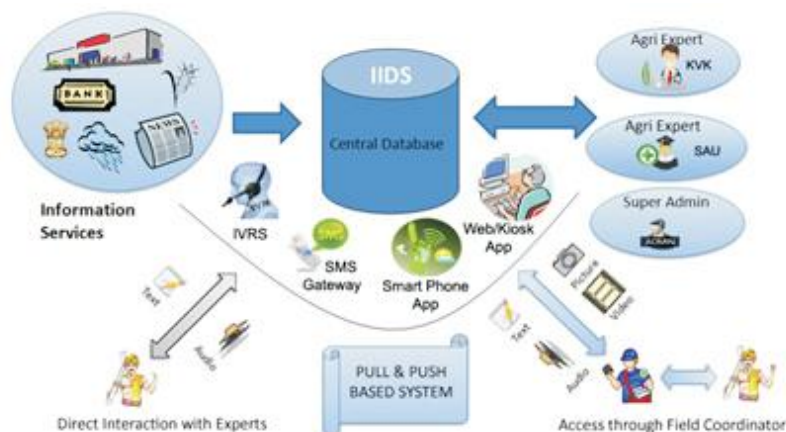 BANK
NEWS
Information
Services
IIDS
Central Database
Agri Expert
KVK
Agri Expert
SAU
Super Admin
ADMIN
IVRS
SMS
SMS
Gateway
Smart Phone
App
Web/Kiosk
App
Text
Audio
Direct Interaction with Experts
PULL & PUSH
BASED SYSTEM
Picture
Video
Text
Audio
Access through Field Coordinator